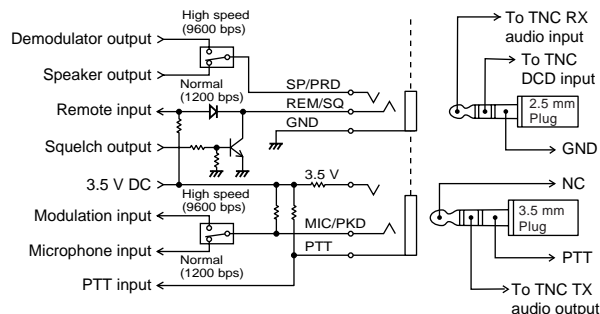 High speed
(9600 bps)
Demodulator output
Speaker output
Normal
(1200 bps)
SP/PRD
Remote input
REM/SQ
GND
Squelch output
3.5 V DC
3.5 V
High speed
(9600 bps)
Modulation input
MIC/PKD
Microphone input
PTT
Normal
(1200 bps)
PTT input
To TNC RX
audio input
To TNC
DCD input
2.5 mm
Plug
GND
NC
3.5 mm
Plug
PTT
To TNC TX
audio output